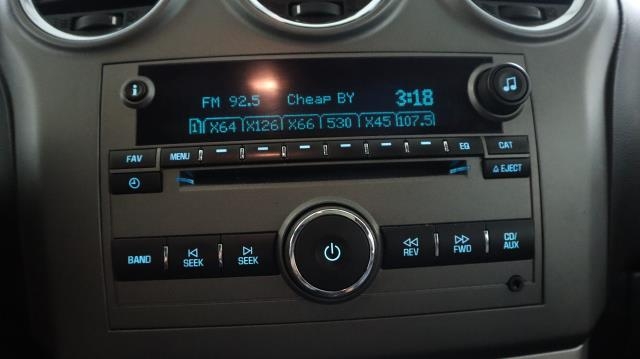 FM 92.5 Cheap BY 3:18
1 X64 X126 X66 530 X45 107.5
FAV MENU EQ CAT
EJECT
BAND SEEK SEEK REV FWD CD/
AUX